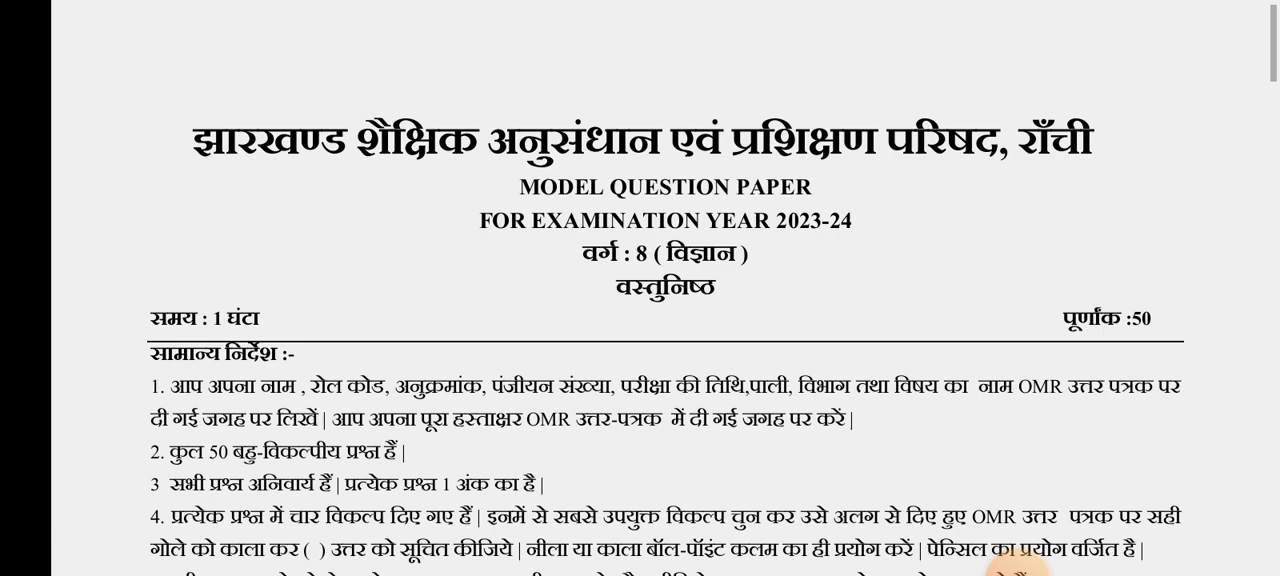 झारखण्ड शैक्षिक अनुसंधान एवं प्रशिक्षण परिषद, राँची
MODEL QUESTION PAPER
FOR EXAMINATION YEAR 2023-24
वर्ग : 8 ( विज्ञान )
वस्तुनिष्ठ
समय : 1 घंटा पूर्णांक :50
सामान्य निर्देश :-
1. आप अपना नाम , रोल कोड, अनुक्रमांक, पंजीयन संख्या, परीक्षा की तिथि,पाली, विभाग तथा विषय का नाम OMR उत्तर पत्रक पर
दी गई जगह पर लिखें | आप अपना पूरा हस्ताक्षर OMR उत्तर-पत्रक में दी गई जगह पर करें |
2. कुल 50 बहु-विकल्पीय प्रश्न हैं |
3 सभी प्रश्न अनिवार्य हैं | प्रत्येक प्रश्न 1 अंक का है |
4. प्रत्येक प्रश्न में चार विकल्प दिए गए हैं | इनमें से सबसे उपयुक्त विकल्प चुन कर उसे अलग से दिए हुए OMR उत्तर पत्रक पर सही
गोले को काला कर ( ) उत्तर को सूचित कीजिये | नीला या काला बॉल-पॉइंट कलम का ही प्रयोग करें | पेन्सिल का प्रयोग वर्जित है |